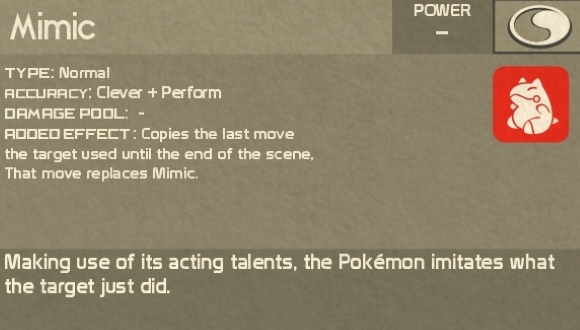 Mimic
POWER
–
TYPE: Normal
ACCURACY: Clever + Perform
DAMAGE POOL: -
ADDED EFFECT: Copies the last move
the target used until the end of the scene,
That move replaces Mimic.
Making use of its acting talents, the Pokémon imitates what
the target just did.